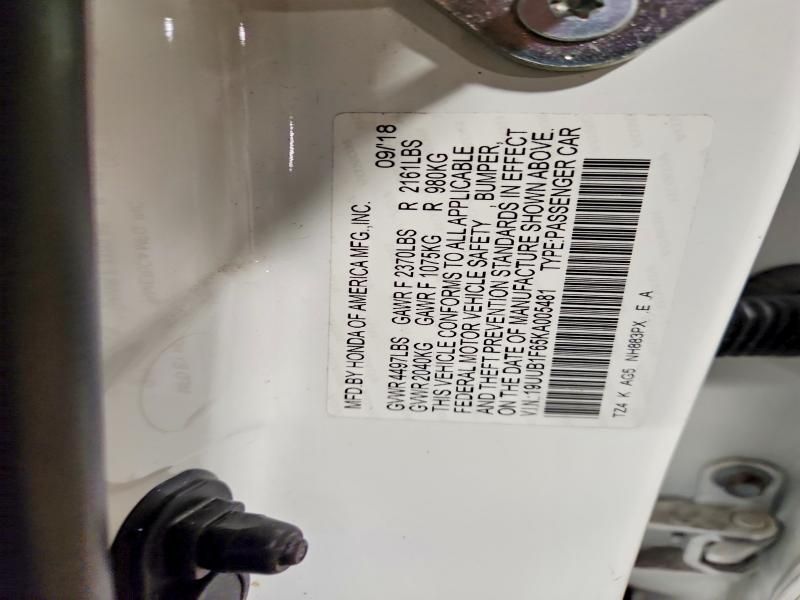 MFD BY HONDA OF AMERICA MFG.,INC. 09/'18
GVWR 4497LBS GAWR F 2370LBS R 2161LBS
GVWR 2040KG GAWR F 1075KG R 980KG
THIS VEHICLE CONFORMS TO ALL APPLICABLE
FEDERAL MOTOR VEHICLE SAFETY , BUMPER,
AND THEFT PREVENTION STANDARDS IN EFFECT
ON THE DATE OF MANUFACTURE SHOWN ABOVE.
V.I.N.:19UUB1F65KA005481 TYPE:PASSENGER CAR
TZ4 K AG5 NH883PX ,E ,A